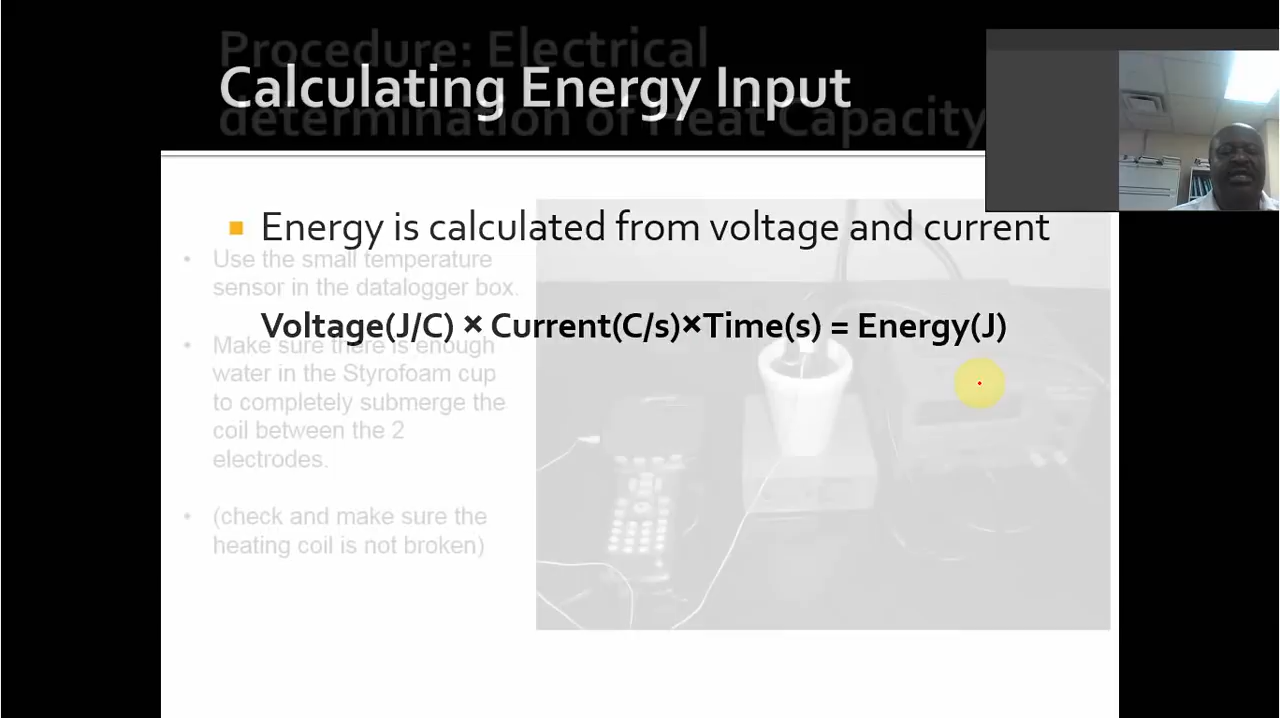 Procedure: Electrical
Calculating Energy Input
determination of Heat Capacity
Energy is calculated from voltage and current
• Use the small temperature
sensor in the datalogger box.
Voltage(J/C) × Current(C/s)×Time(s) = Energy(J)
• Make sure there is enough
water in the Styrofoam cup
to completely submerge the
coil between the 2
electrodes.
• (check and make sure the
heating coil is not broken)